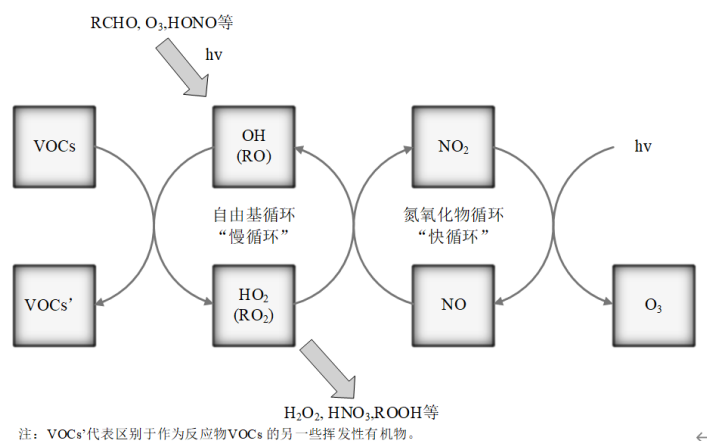 RCHO, O₃,HONO等
hv
VOCs
OH
(RO)
NO₂
hv
自由基循环
“慢循环”
氮氧化物循环
“快循环”
VOCs’
HO₂
(RO₂)
NO
O₃
H₂O₂, HNO₃,ROOH等
注：VOCs’代表区别于作为反应物VOCs 的另一些挥发性有机物。